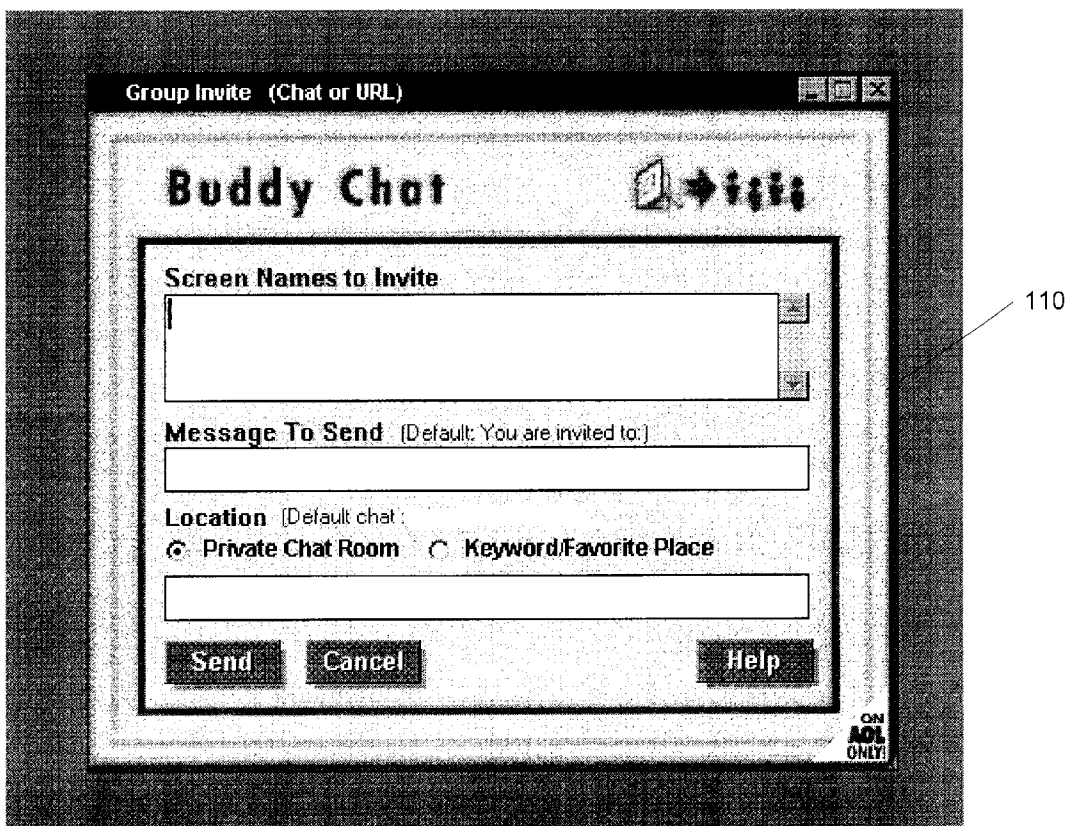 Group Invite (Chat or URL)
Buddy Chat
Screen Names to Invite
110
Message To Send (Default: You are invited to:)
Location (Default chat :
Private Chat Room Keyword/Favorite Place
Send Cancel Help
ON
AOL
ONLY!